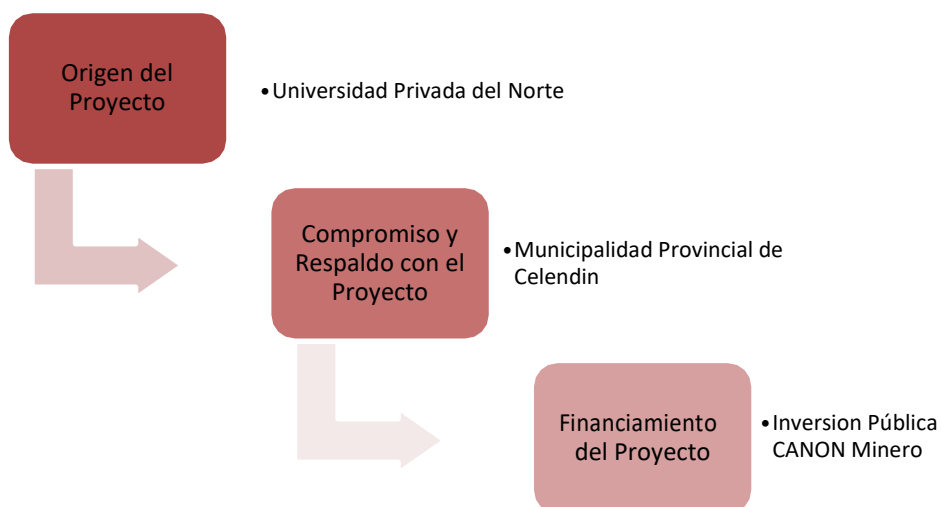 Origen del
Proyecto
•Universidad Privada del Norte
Compromiso y
Respaldo con el
Proyecto
•Municipalidad Provincial de
Celendin
Financiamiento
del Proyecto
•Inversion Pública
CANON Minero